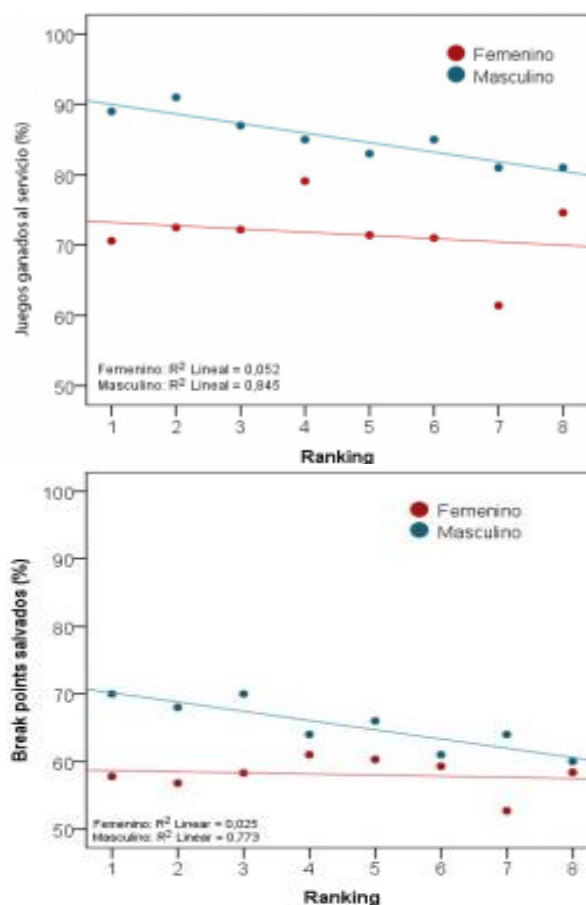 100
90
80
70
60
50
Juegos ganados al servicio (%)
Femenino
Masculino
Femenino: R² Lineal = 0,052
Masculino: R² Lineal = 0,845
1 2 3 4 5 6 7 8
Ranking
100
90
80
70
60
50
Break points salvados (%)
Femenino
Masculino
Femenino: R² Linear = 0,025
Masculino: R² Linear = 0,773
1 2 3 4 5 6 7 8
Ranking